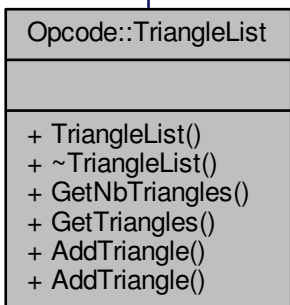 Opcode::TriangleList
+ TriangleList()
+ ~TriangleList()
+ GetNbTriangles()
+ GetTriangles()
+ AddTriangle()
+ AddTriangle()